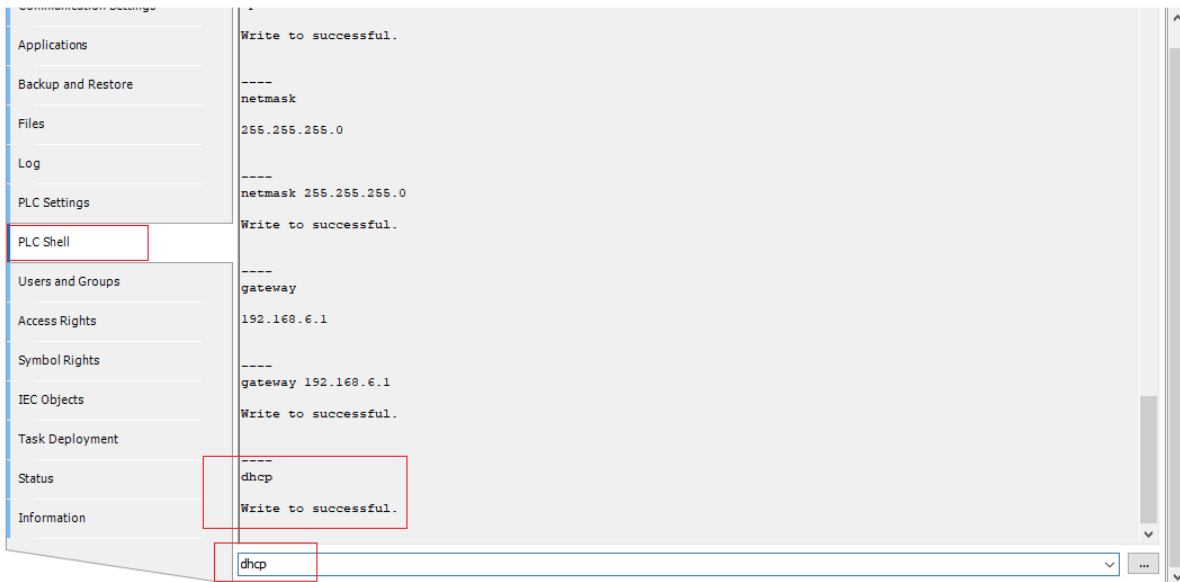 Applications
Backup and Restore
Files
Log
PLC Settings
PLC Shell
Users and Groups
Access Rights
Symbol Rights
IEC Objects
Task Deployment
Status
Information
Write to successful.
----
netmask
255.255.255.0
----
netmask 255.255.255.0
Write to successful.
----
gateway
192.168.6.1
----
gateway 192.168.6.1
Write to successful.
----
dhcp
Write to successful.
dhcp
...